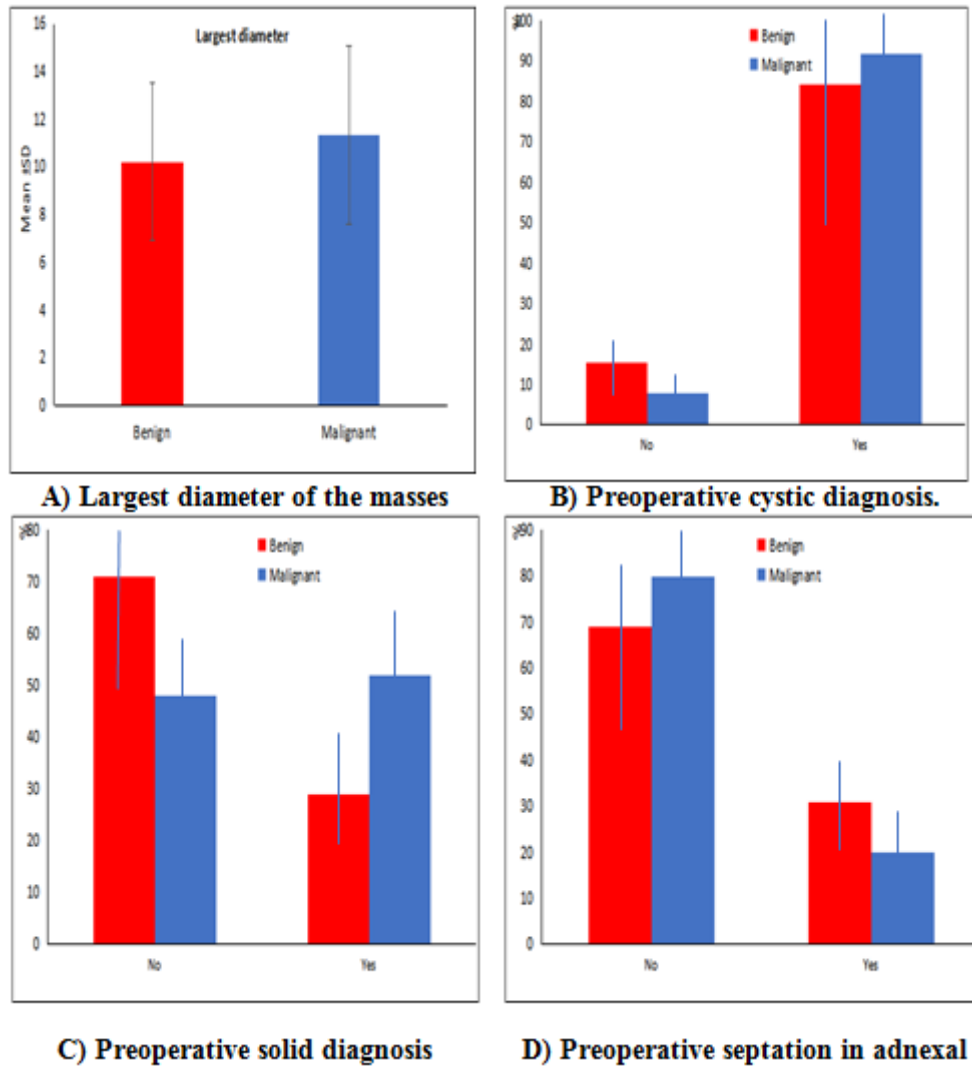 Largest diameter
Mean ±SD
16
14
12
10
8
6
4
2
0
Benign
Malignant
A) Largest diameter of the masses
%
100
90
80
70
60
50
40
30
20
10
0
Benign
Malignant
No
Yes
B) Preoperative cystic diagnosis.
%
80
70
60
50
40
30
20
10
0
Benign
Malignant
No
Yes
C) Preoperative solid diagnosis
%
90
80
70
60
50
40
30
20
10
0
Benign
Malignant
No
Yes
D) Preoperative septation in adnexal